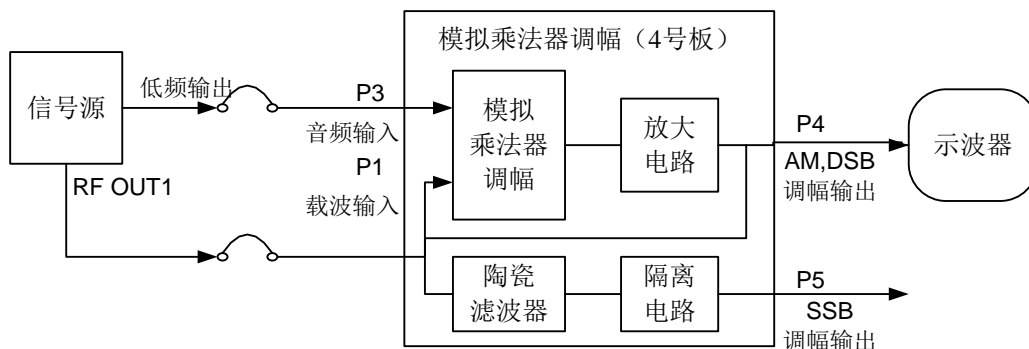 模拟乘法器调幅（4号板）
信号源
低频输出
P3
音频输入
P1
载波输入
RF OUT1
模拟
乘法器
调幅
放大
电路
P4
AM,DSB
调幅输出
示波器
陶瓷
滤波器
隔离
电路
P5
SSB
调幅输出